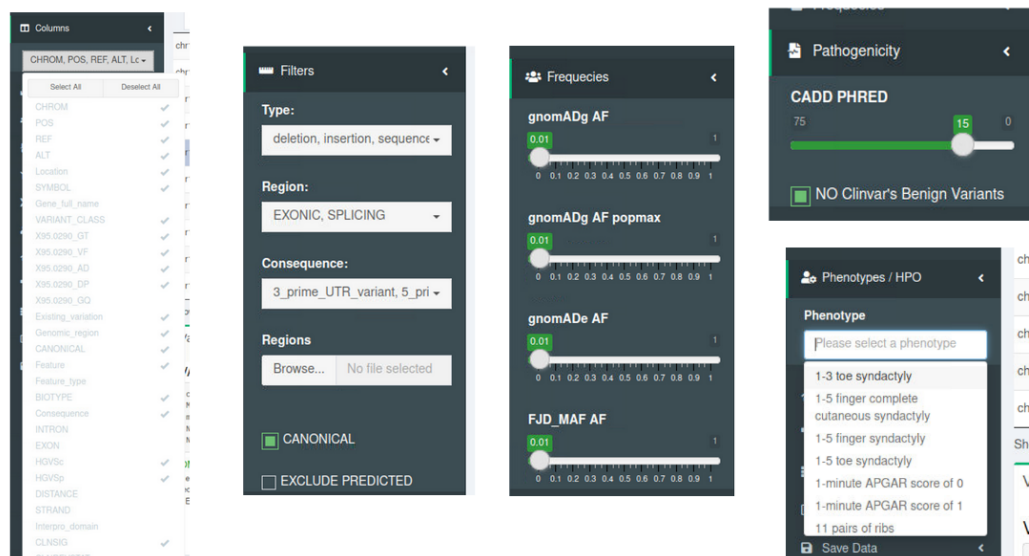 Columns
CHROM, POS, REF, ALT, Lc
Select All
Deselect All
CHROM
POS
REF
ALT
Location
SYMBOL
Gene_full_name
VARIANT_CLASS
X95.0290_GT
X95.0290_VF
X95.0290_AD
X95.0290_DP
X95.0290_GQ
Existing_variation
Genomic_region
CANONICAL
Feature
Feature_type
BIOTYPE
Consequence
INTRON
EXON
HGVSc
HGVSp
DISTANCE
STRAND
Interpro_domain
CLNSIG
Filters
Type:
deletion, insertion, sequence
Region:
EXONIC, SPLICING
Consequence:
3_prime_UTR_variant, 5_pri
Regions
Browse... No file selected
CANONICAL
EXCLUDE PREDICTED
Frequecies
gnomADg AF
0.01 1
0 0.1 0.2 0.3 0.4 0.5 0.6 0.7 0.8 0.9 1
gnomADg AF popmax
0.01 1
0 0.1 0.2 0.3 0.4 0.5 0.6 0.7 0.8 0.9 1
gnomADe AF
0.01 1
0 0.1 0.2 0.3 0.4 0.5 0.6 0.7 0.8 0.9 1
FJD_MAF AF
0.01 1
0 0.1 0.2 0.3 0.4 0.5 0.6 0.7 0.8 0.9 1
Pathogenicity
CADD PHRED
75 15 0
NO Clinvar's Benign Variants
Phenotypes / HPO
Phenotype
Please select a phenotype
1-3 toe syndactyly
1-5 finger complete
cutaneous syndactyly
1-5 finger syndactyly
1-5 toe syndactyly
1-minute APGAR score of 0
1-minute APGAR score of 1
11 pairs of ribs
Save Data
ch
ch
ch
ch
ch
Sh